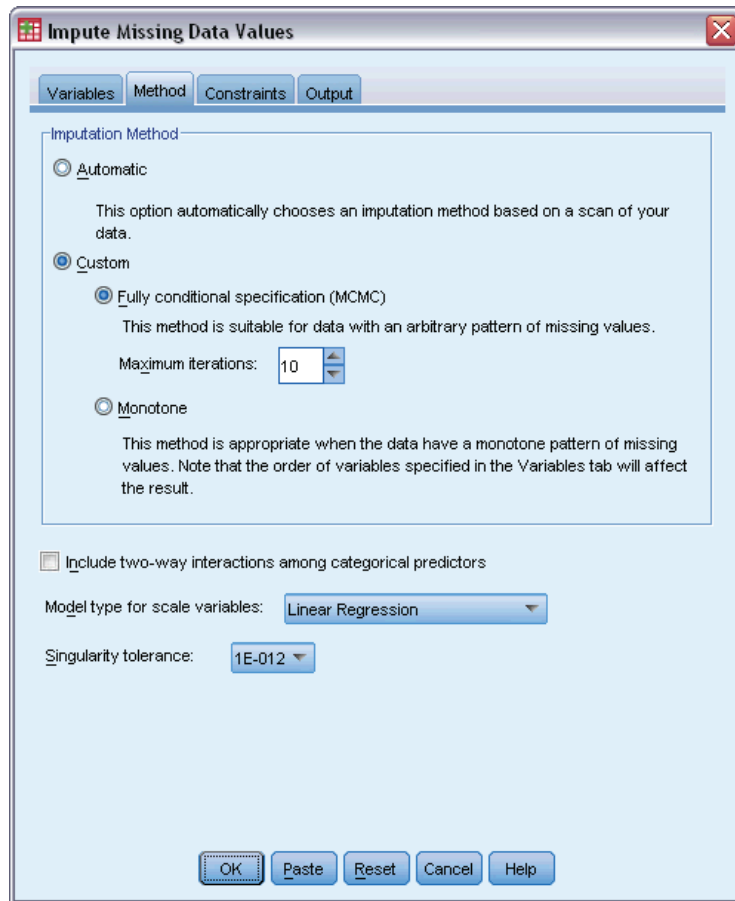 Impute Missing Data Values
Variables Method Constraints Output
Imputation Method
Automatic
This option automatically chooses an imputation method based on a scan of your
data.
Custom
Fully conditional specification (MCMC)
This method is suitable for data with an arbitrary pattern of missing values.
Maximum iterations: 10
Monotone
This method is appropriate when the data have a monotone pattern of missing
values. Note that the order of variables specified in the Variables tab will affect
the result.
Include two-way interactions among categorical predictors
Model type for scale variables: Linear Regression
Singularity tolerance: 1E-012
OK Paste Reset Cancel Help